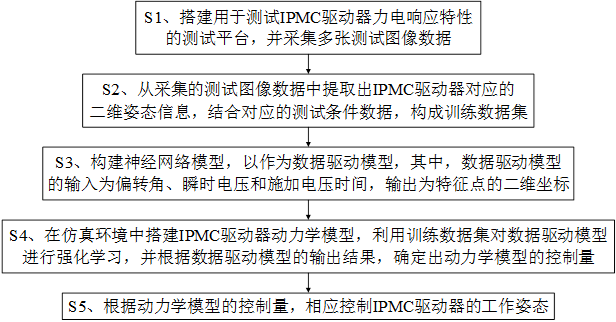 S1、搭建用于测试IPMC驱动器力电响应特性
的测试平台，并采集多张测试图像数据
S2、从采集的测试图像数据中提取出IPMC驱动器对应的
二维姿态信息，结合对应的测试条件数据，构成训练数据集
S3、构建神经网络模型，以作为数据驱动模型，其中，数据驱动模型
的输入为偏转角、瞬时电压和施加电压时间，输出为特征点的二维坐标
S4、在仿真环境中搭建IPMC驱动器动力学模型，利用训练数据集对数据驱动模型
进行强化学习，并根据数据驱动模型的输出结果，确定出动力学模型的控制量
S5、根据动力学模型的控制量，相应控制IPMC驱动器的工作姿态